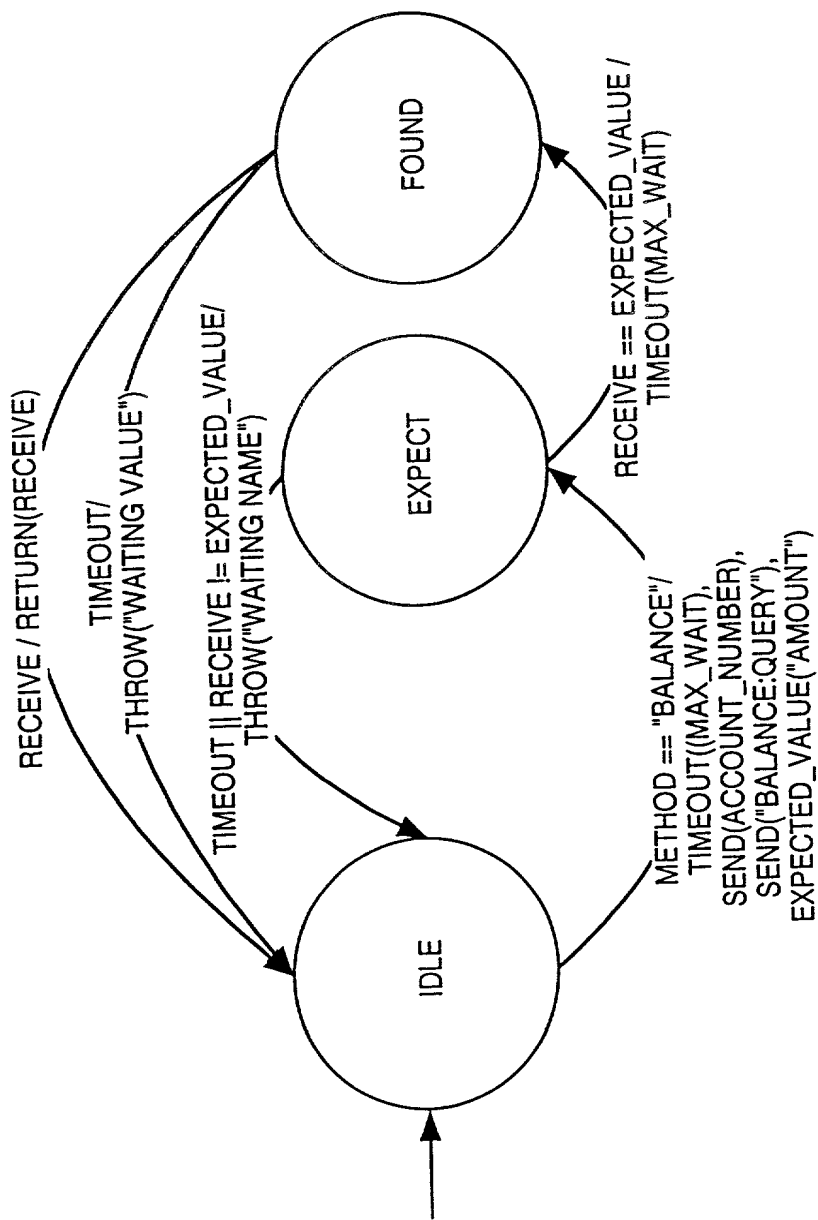 RECEIVE / RETURN(RECEIVE)
TIMEOUT/
THROW("WAITING VALUE")
TIMEOUT || RECEIVE != EXPECTED_VALUE/
THROW("WAITING NAME")
IDLE
EXPECT
FOUND
RECEIVE == EXPECTED_VALUE /
TIMEOUT(MAX_WAIT)
METHOD == "BALANCE"/
TIMEOUT((MAX_WAIT),
SEND(ACCOUNT_NUMBER),
SEND("BALANCE:QUERY"),
EXPECTED_VALUE("AMOUNT")